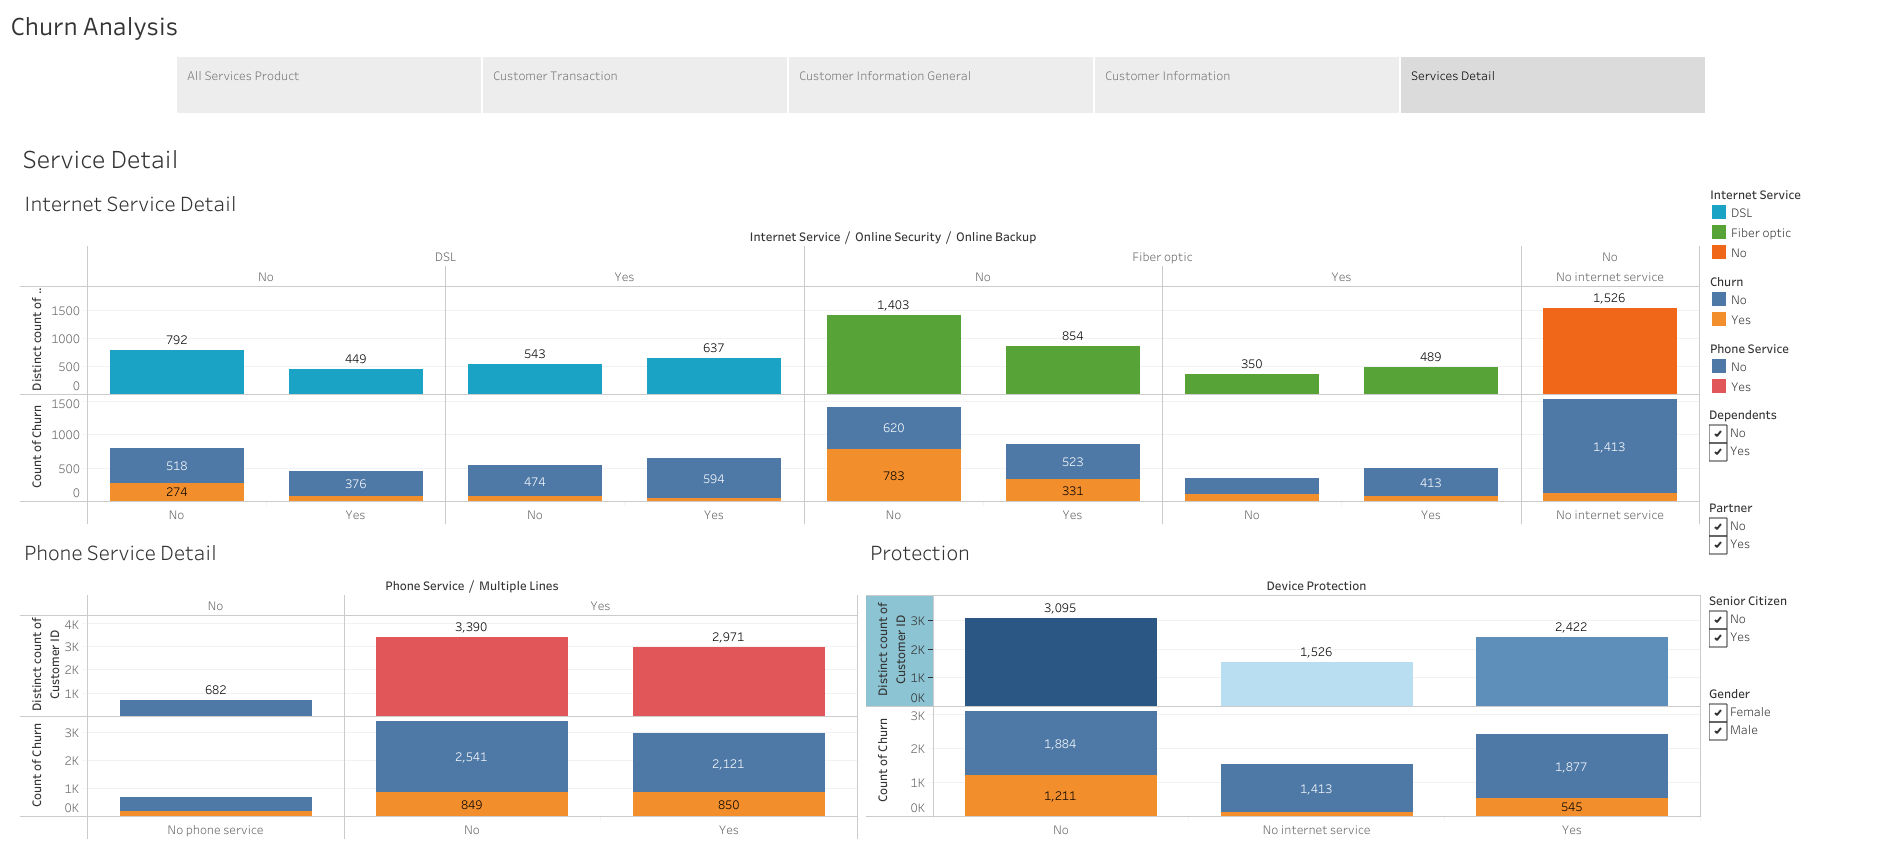 Churn Analysis
All Services Product
Customer Transaction
Customer Information General
Customer Information
Services Detail
Service Detail
Internet Service Detail
Internet Service / Online Security / Online Backup
DSL
Fiber optic
No
No
Yes
No
Yes
No internet service
Distinct count of ..
1500
1000
500
0
792
449
543
637
1,403
854
350
489
1,526
Count of Churn
1500
1000
500
0
518
274
376
474
594
620
783
523
331
413
1,413
No
Yes
No
Yes
No
Yes
No
Yes
No internet service
Phone Service Detail
Phone Service / Multiple Lines
No
Yes
Distinct count of
Customer ID
4K
3K
2K
1K
682
3,390
2,971
Count of Churn
3K
2K
1K
0K
2,541
849
2,121
850
No phone service
No
Yes
Protection
Device Protection
Distinct count of
Customer ID
3K
2K
1K
0K
3,095
1,526
2,422
Count of Churn
3K
2K
1K
0K
1,884
1,211
1,413
1,877
545
No
No internet service
Yes
Internet Service
DSL
Fiber optic
No
Churn
No
Yes
Phone Service
No
Yes
Dependents
No
Yes
Partner
No
Yes
Senior Citizen
No
Yes
Gender
Female
Male